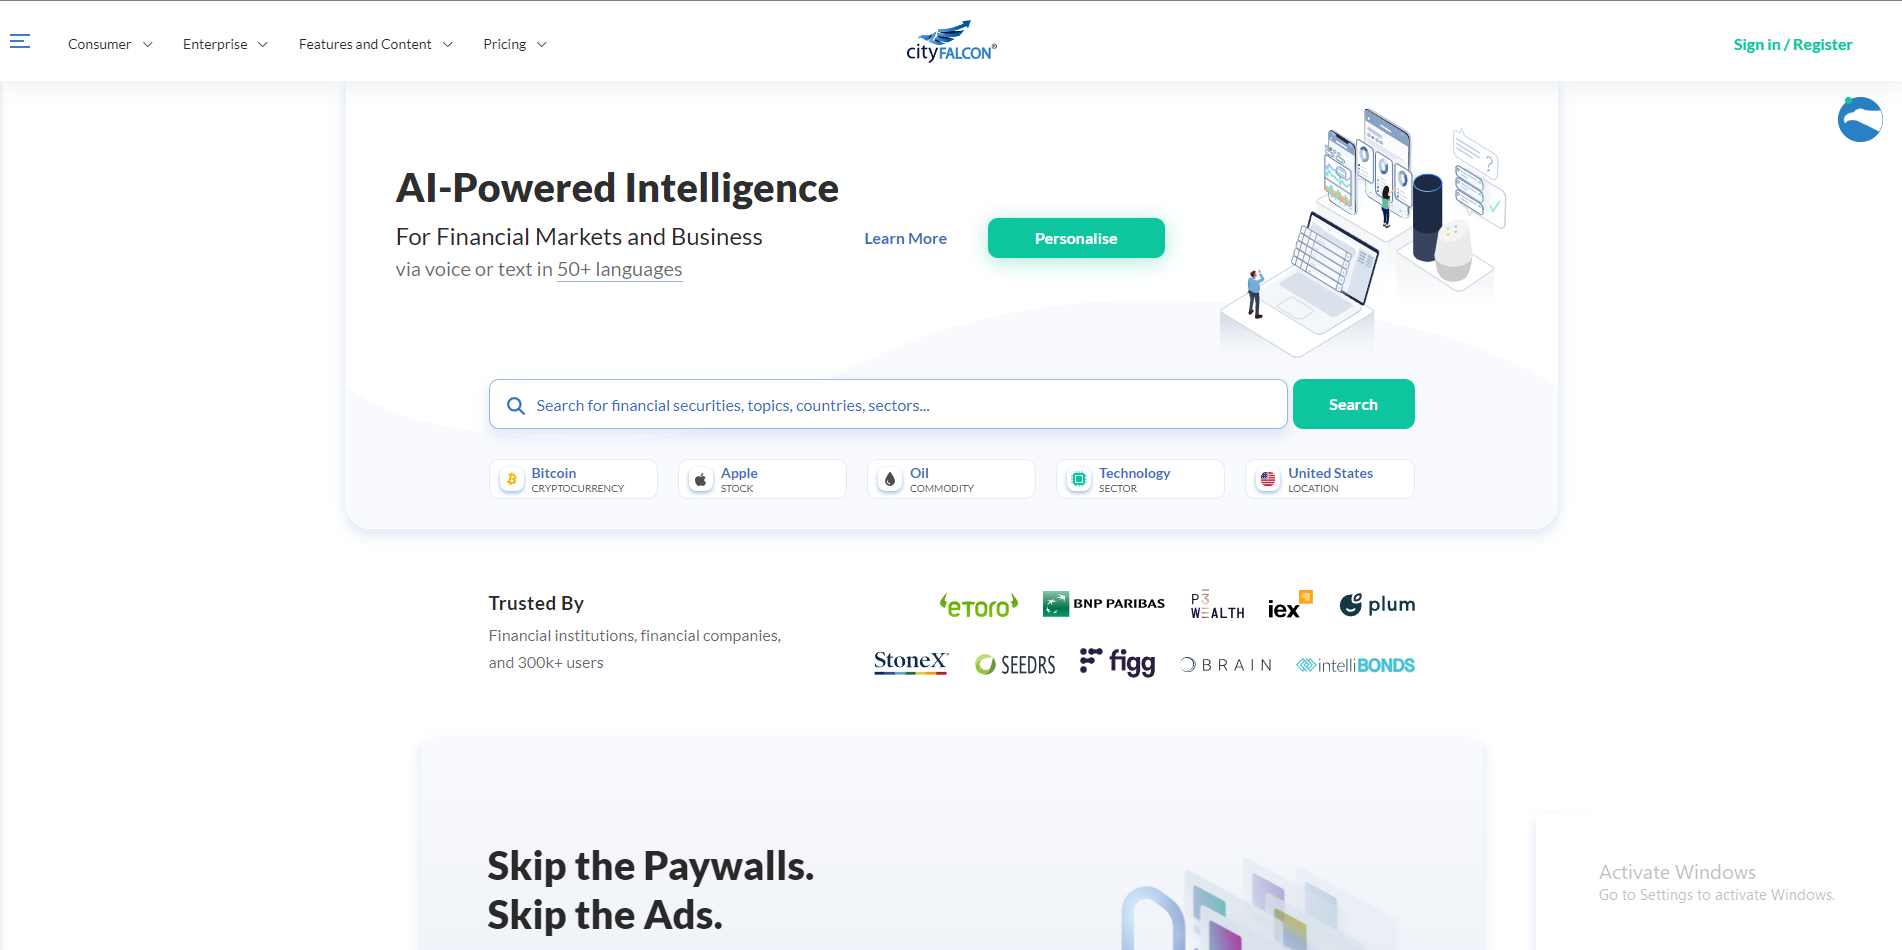 Consumer
Enterprise
Features and Content
Pricing
cityFALCON®
Sign in / Register
AI-Powered Intelligence
For Financial Markets and Business
via voice or text in 50+ languages
Learn More
Personalise
Search for financial securities, topics, countries, sectors...
Search
Bitcoin
CRYPTOCURRENCY
Apple
STOCK
Oil
COMMODITY
Technology
SECTOR
United States
LOCATION
Trusted By
Financial institutions, financial companies,
and 300k+ users
eToro
BNP PARIBAS
P3
WEALTH
iex
plum
StoneX
SEEDRS
figg
BRAIN
intelliBONDS
Skip the Paywalls.
Skip the Ads.
Activate Windows
Go to Settings to activate Windows.